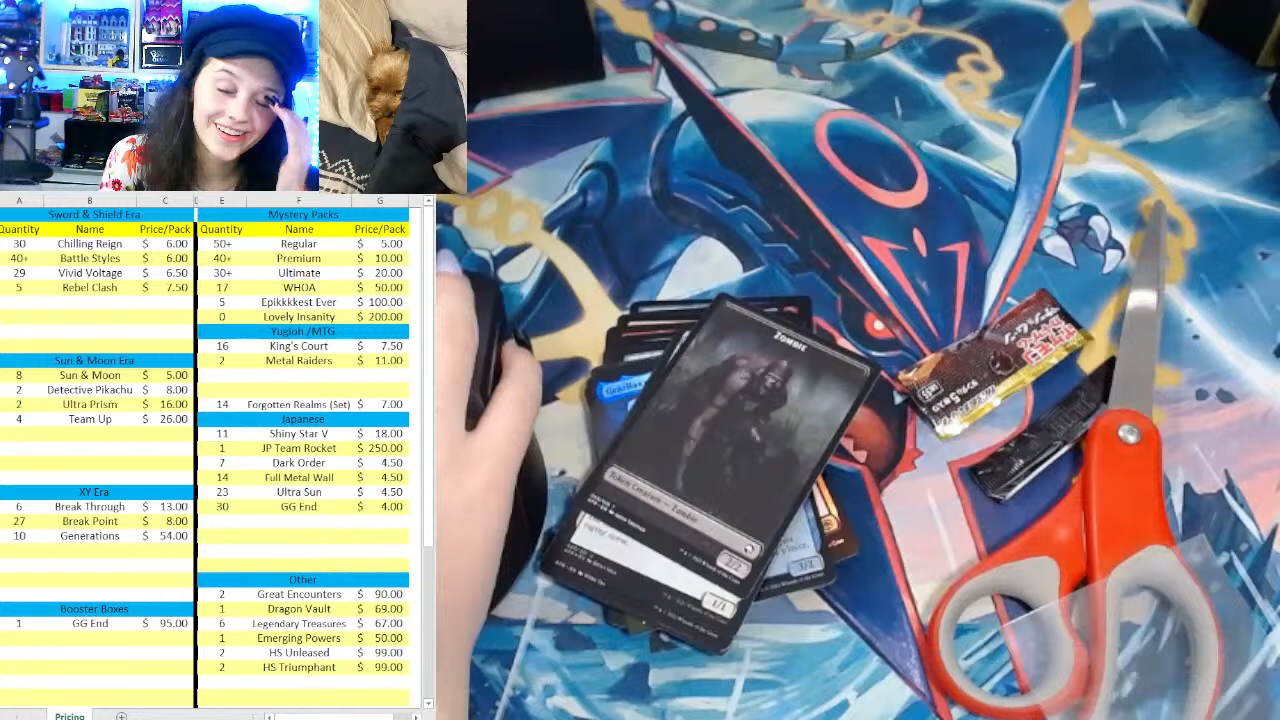 A B C E F G
Sword & Shield Era Mystery Packs
Quantity Name Price/Pack Quantity Name Price/Pack
30 Chilling Reign $ 6.00 50+ Regular $ 5.00
40+ Battle Styles $ 6.00 40+ Premium $ 10.00
29 Vivid Voltage $ 6.50 30+ Ultimate $ 20.00
5 Rebel Clash $ 7.50 17 WHOA $ 50.00
5 Epikkkkest Ever $ 100.00
0 Lovely Insanity $ 200.00
Yugioh /MTG
16 King's Court $ 7.50
Sun & Moon Era 2 Metal Raiders $ 11.00
8 Sun & Moon $ 5.00
2 Detective Pikachu $ 8.00
2 Ultra Prism $ 16.00 14 Forgotten Realms (Set) $ 7.00
4 Team Up $ 26.00 Japanese
11 Shiny Star V $ 18.00
1 JP Team Rocket $ 250.00
7 Dark Order $ 4.50
14 Full Metal Wall $ 4.50
XY Era 23 Ultra Sun $ 4.50
6 Break Through $ 13.00 30 GG End $ 4.00
27 Break Point $ 8.00
10 Generations $ 54.00
Other
2 Great Encounters $ 90.00
Booster Boxes 1 Dragon Vault $ 69.00
1 GG End $ 95.00 6 Legendary Treasures $ 67.00
1 Emerging Powers $ 50.00
2 HS Unleased $ 99.00
2 HS Triumphant $ 99.00
Pricing
Zombie
Token Creature — Zombie
2/2
1/1
3/1